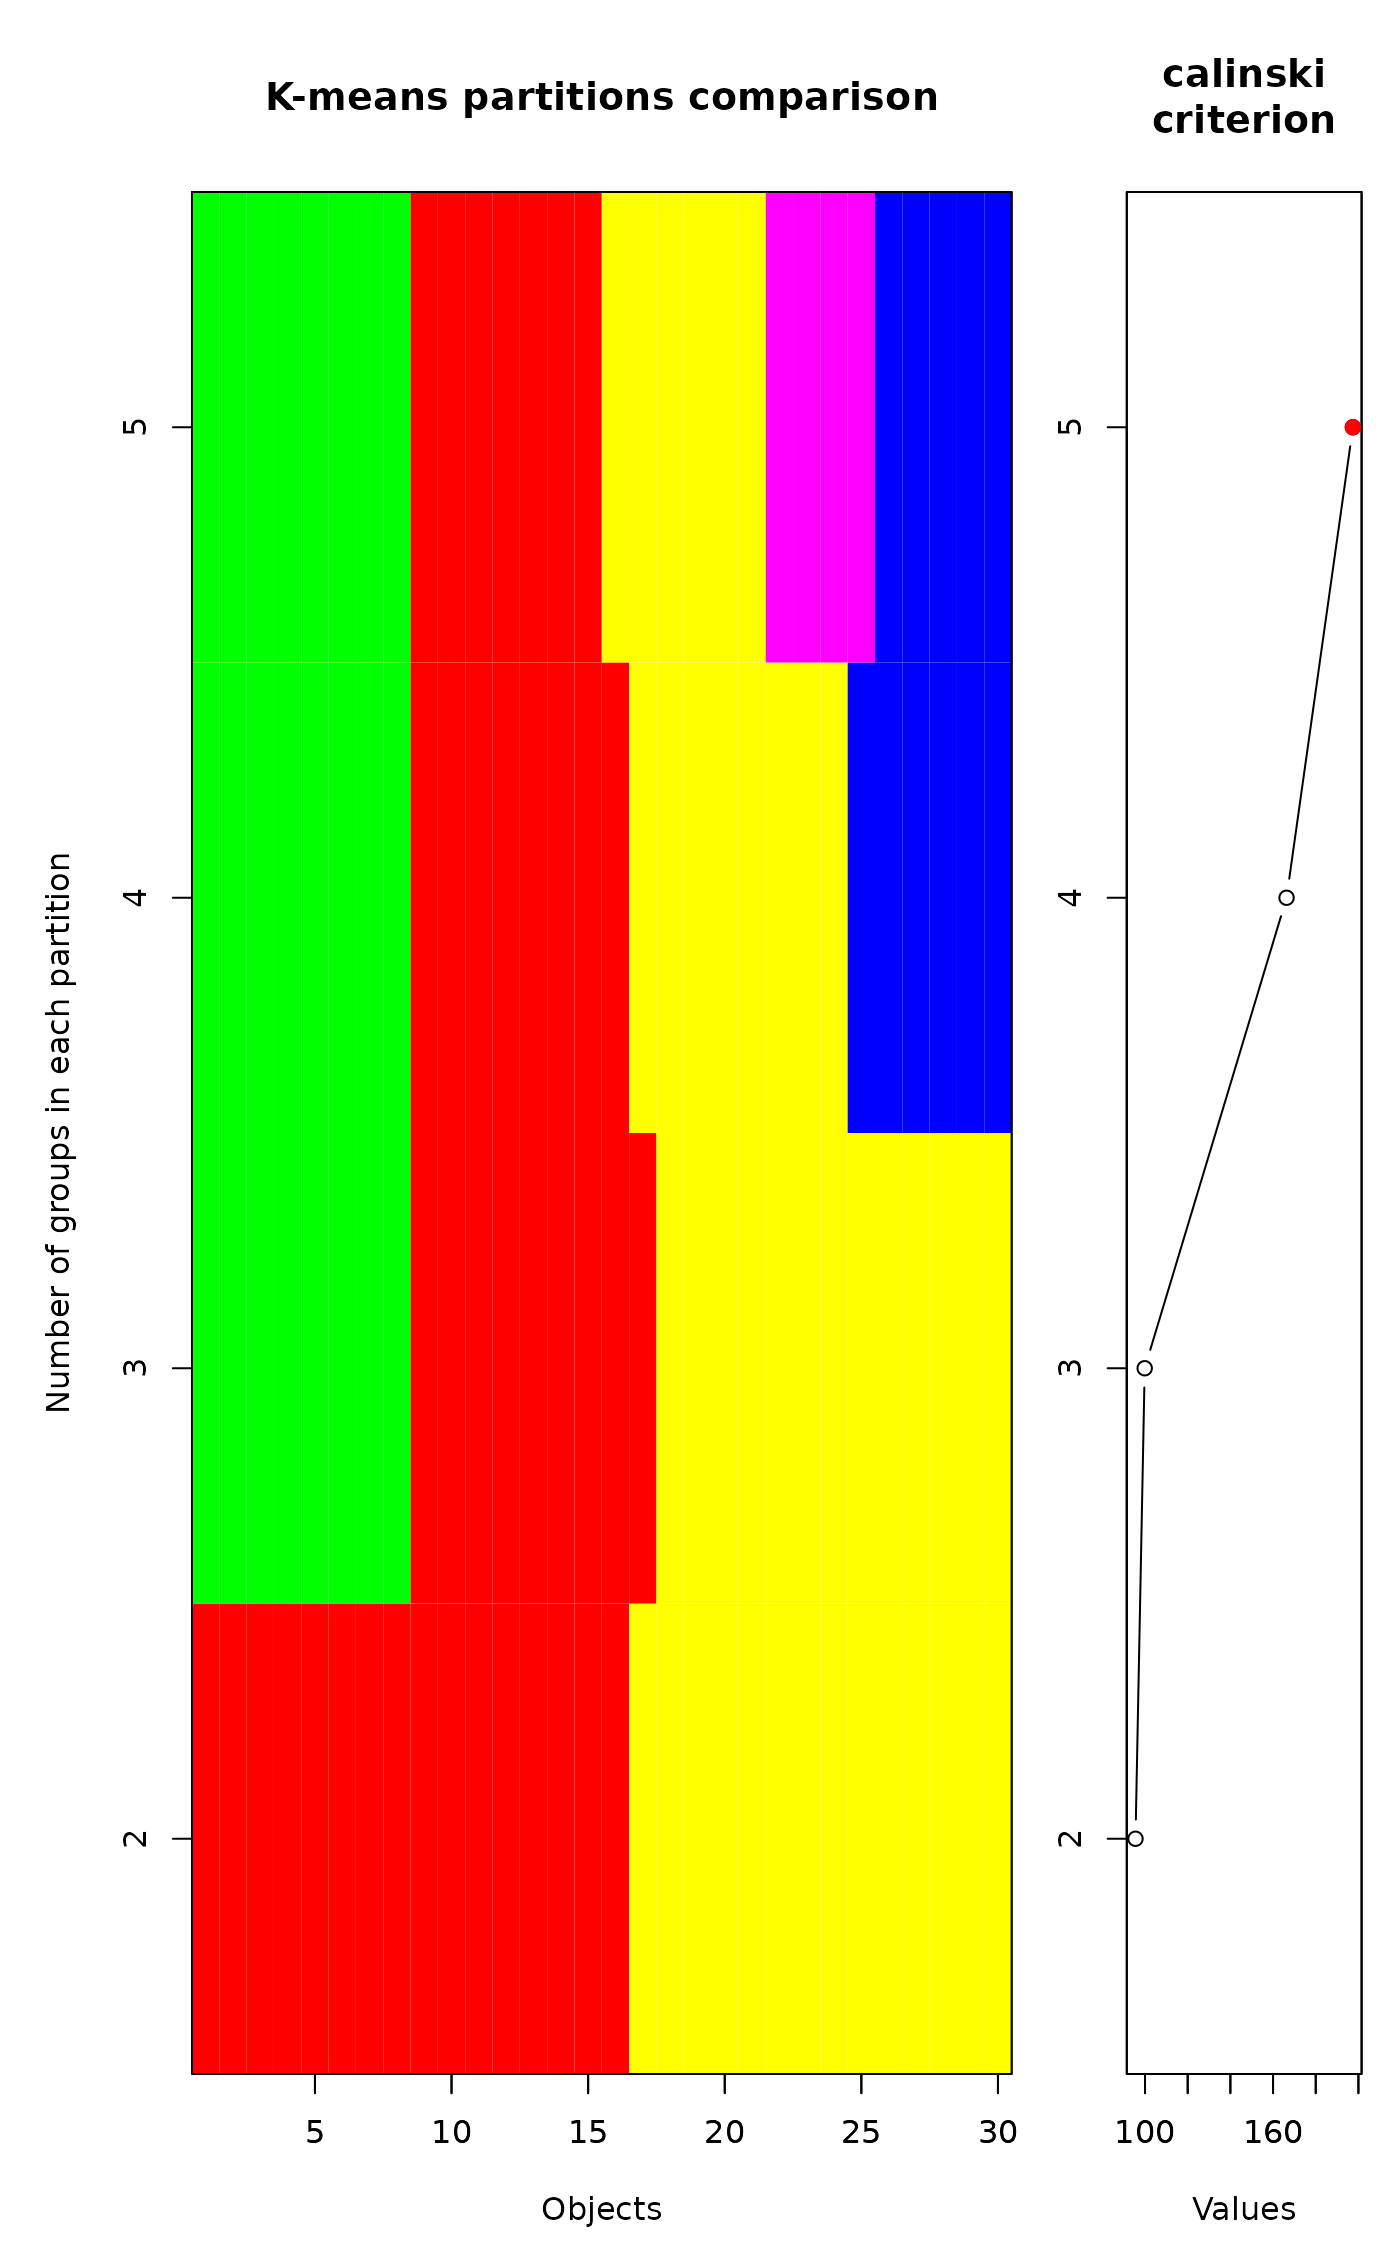 K-means partitions comparison
calinski
criterion
Number of groups in each partition
5
4
3
2
5
4
3
2
5 10 15 20 25 30
100 160
Objects
Values